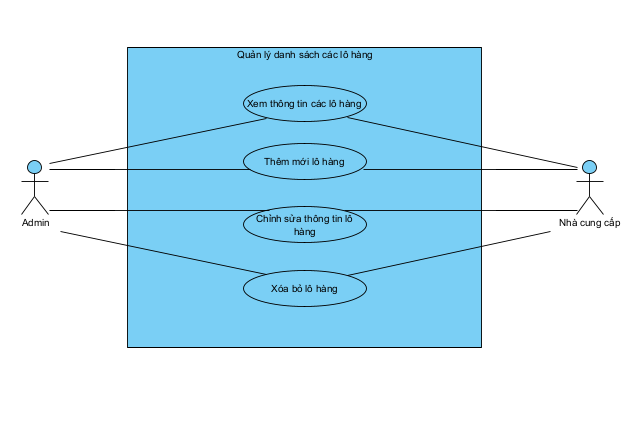 Quản lý danh sách các lô hàng
Xem thông tin các lô hàng
Thêm mới lô hàng
Chỉnh sửa thông tin lô
hàng
Admin
Nhà cung cấp
Xóa bỏ lô hàng